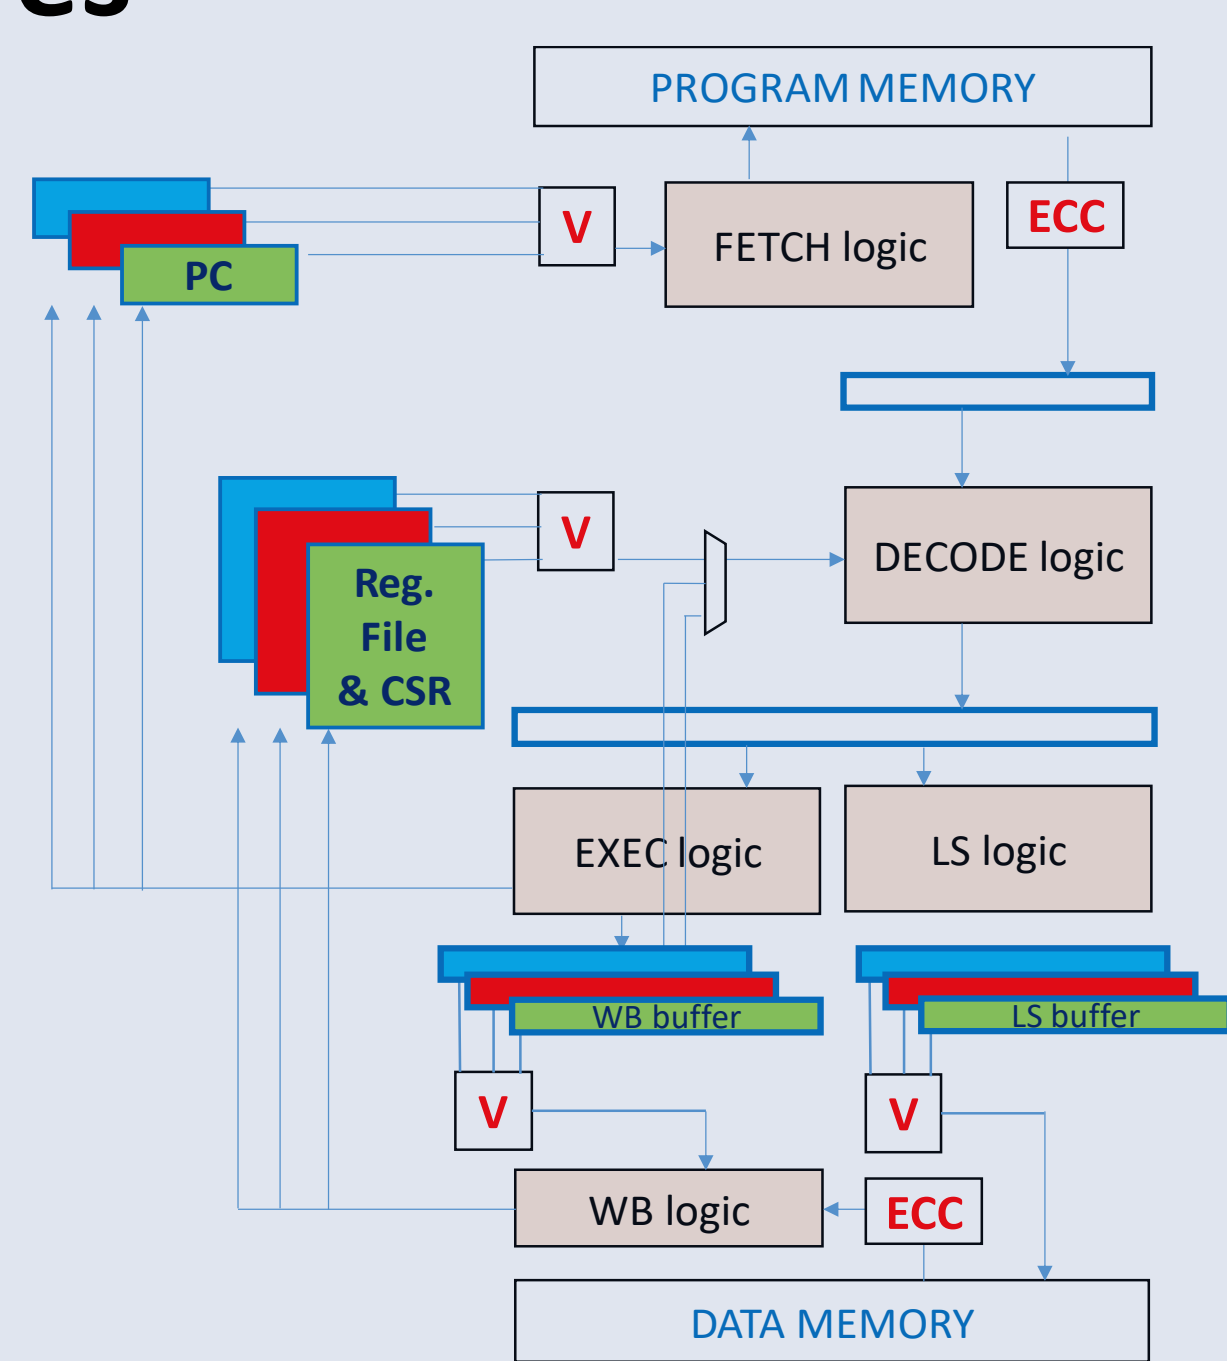 PROGRAM MEMORY
V
ECC
FETCH logic
PC
V
DECODE logic
Reg.
File
& CSR
EXEC logic
LS logic
WB buffer
LS buffer
V
V
WB logic
ECC
DATA MEMORY